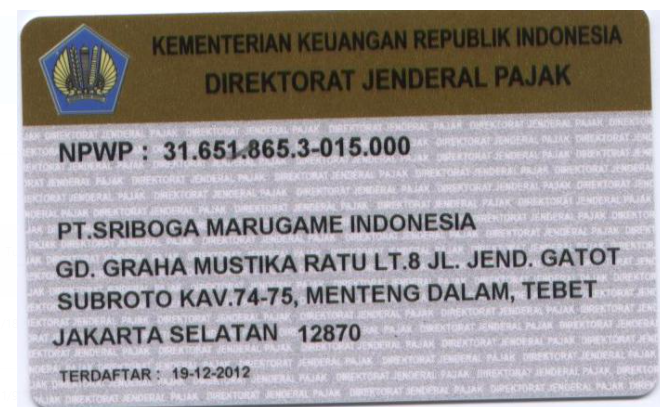 KEMENTERIAN KEUANGAN REPUBLIK INDONESIA
DIREKTORAT JENDERAL PAJAK
NPWP : 31.651.865.3-015.000
PT.SRIBOGA MARUGAME INDONESIA
GD. GRAHA MUSTIKA RATU LT.8 JL. JEND. GATOT
SUBROTO KAV.74-75, MENTENG DALAM, TEBET
JAKARTA SELATAN 12870
TERDAFTAR : 19-12-2012